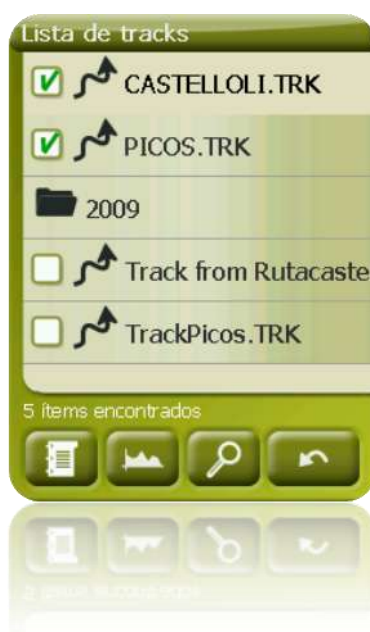 Lista de tracks
CASTELLOLI.TRK
PICOS.TRK
2009
Track from Rutacaste
TrackPicos.TRK
5 ítems encontrados